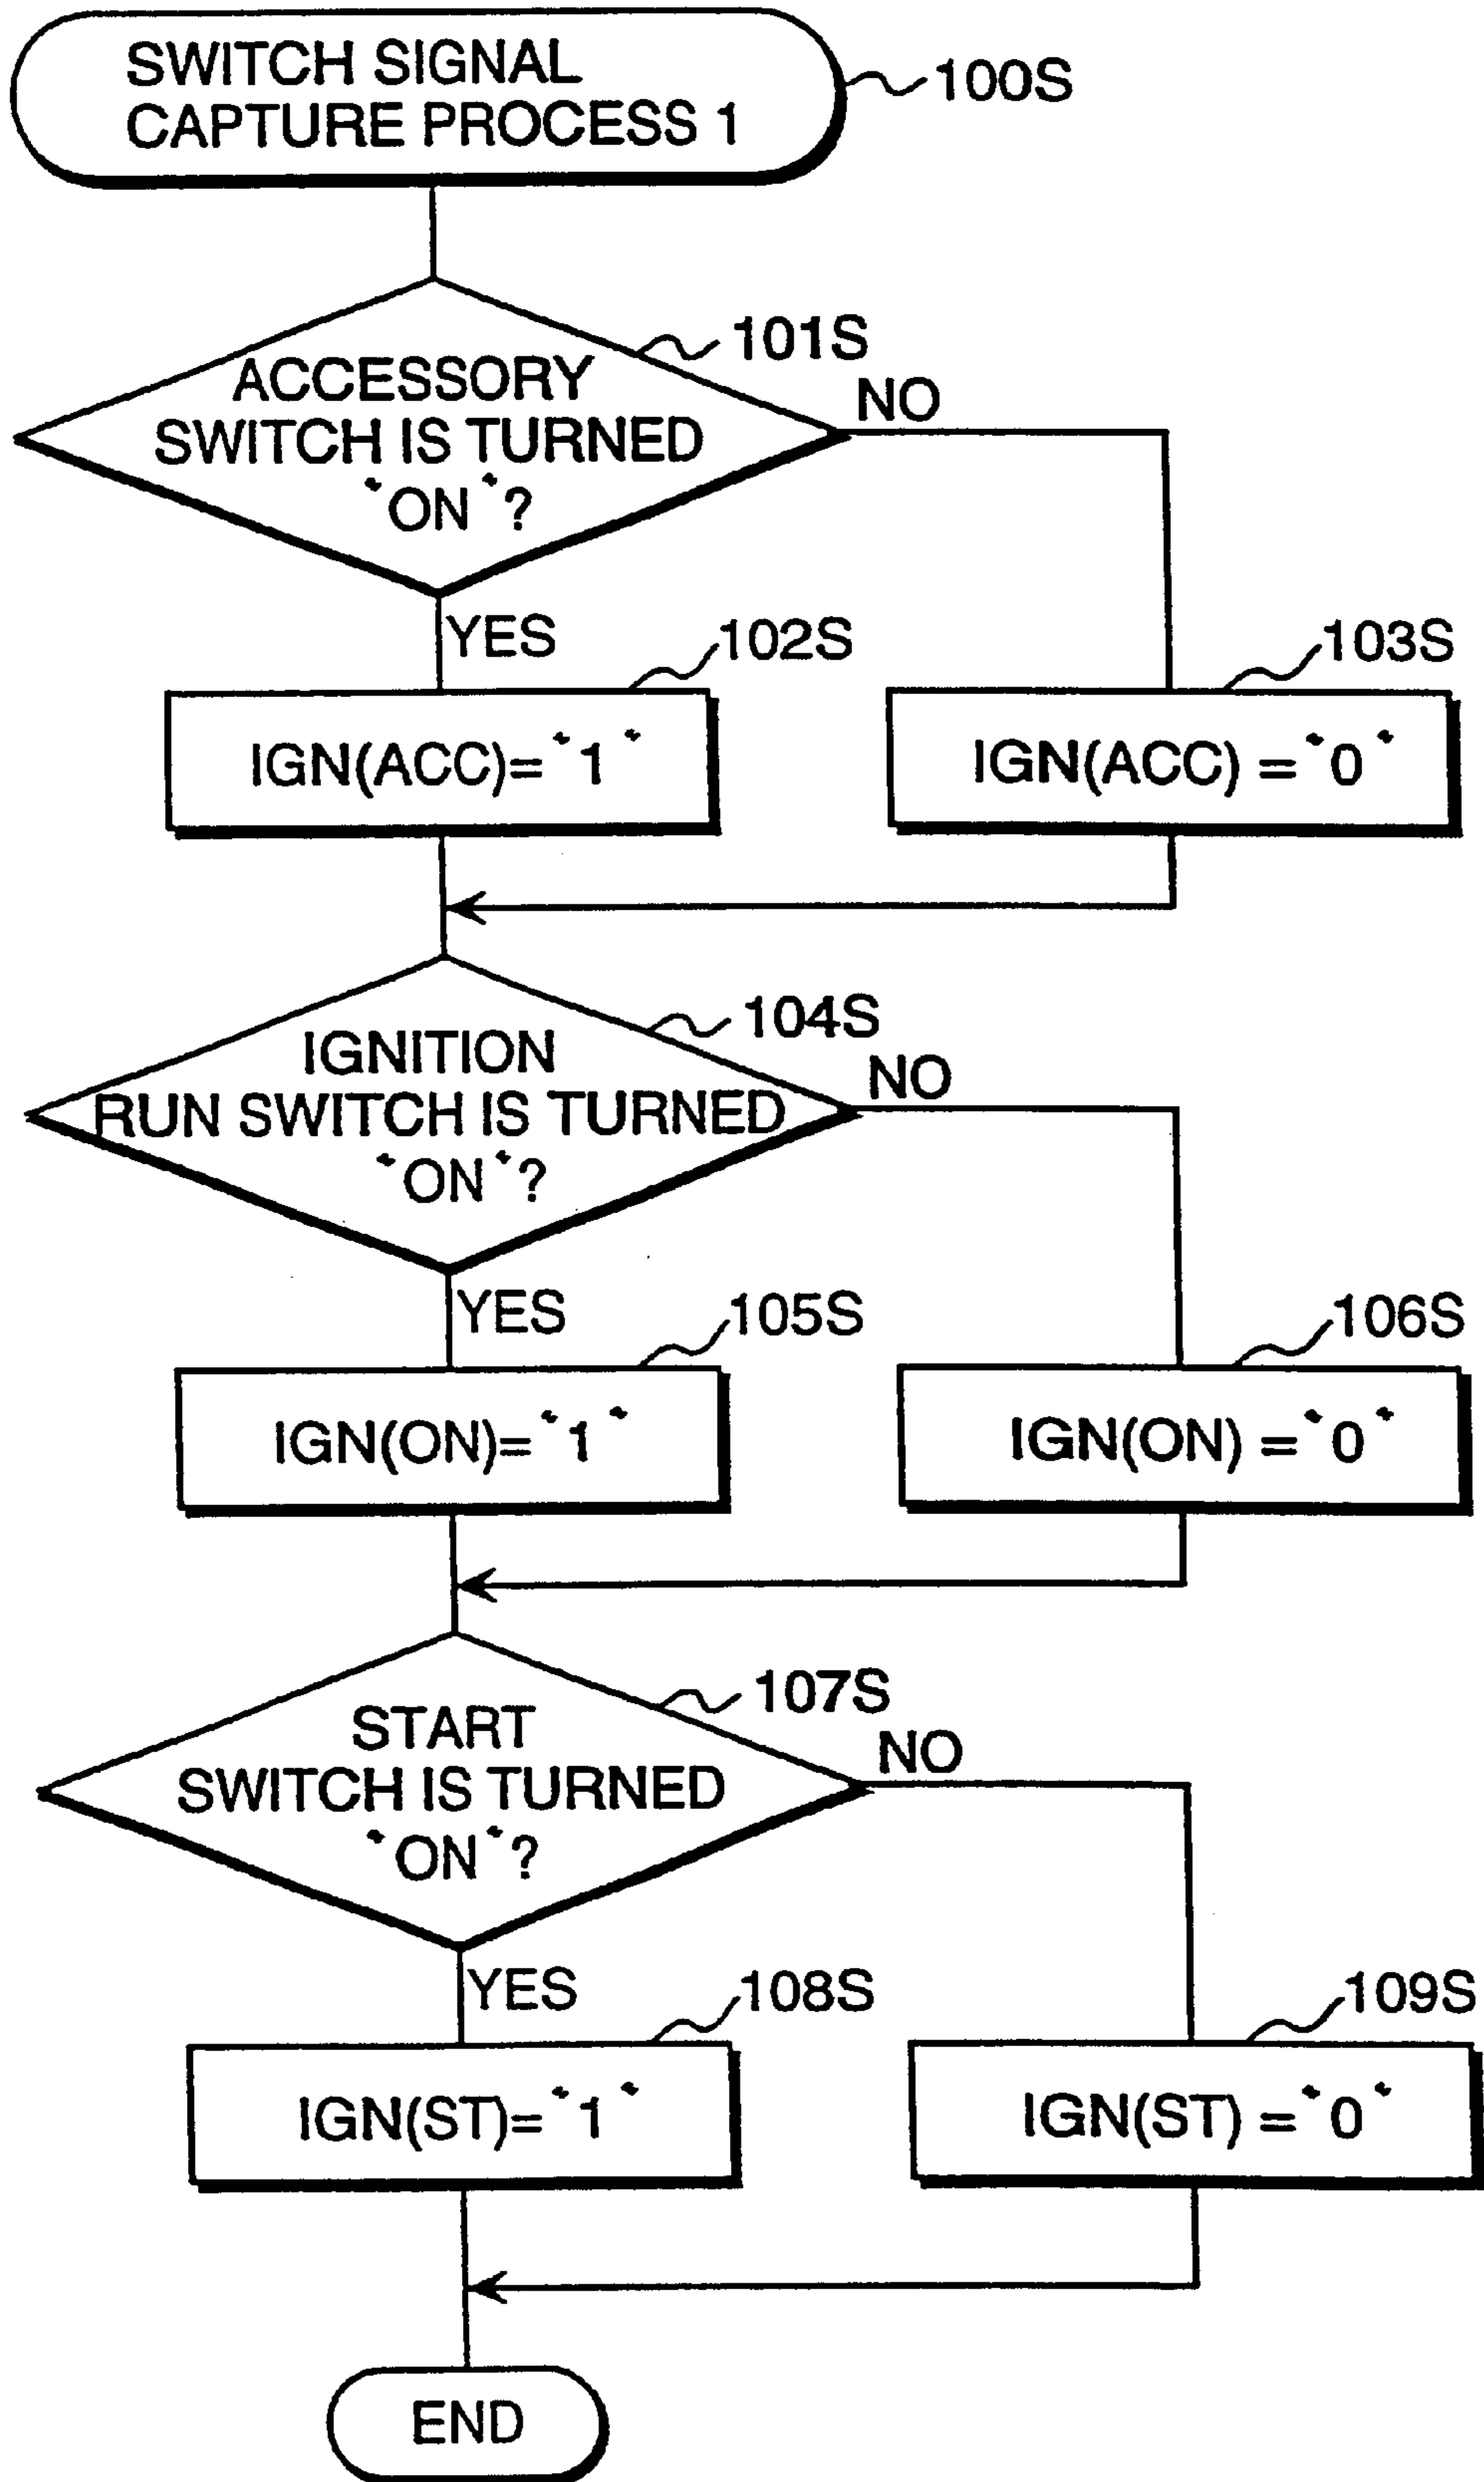 SWITCH SIGNAL
CAPTURE PROCESS 1
100S
101S
ACCESSORY
SWITCH IS TURNED
"ON"?
NO
YES
102S
103S
IGN(ACC)="1"
IGN(ACC) ="0"
104S
IGNITION
RUN SWITCH IS TURNED
"ON"?
NO
YES
105S
106S
IGN(ON)="1"
IGN(ON) ="0"
107S
START
SWITCH IS TURNED
"ON"?
NO
YES
108S
109S
IGN(ST)="1"
IGN(ST) ="0"
END